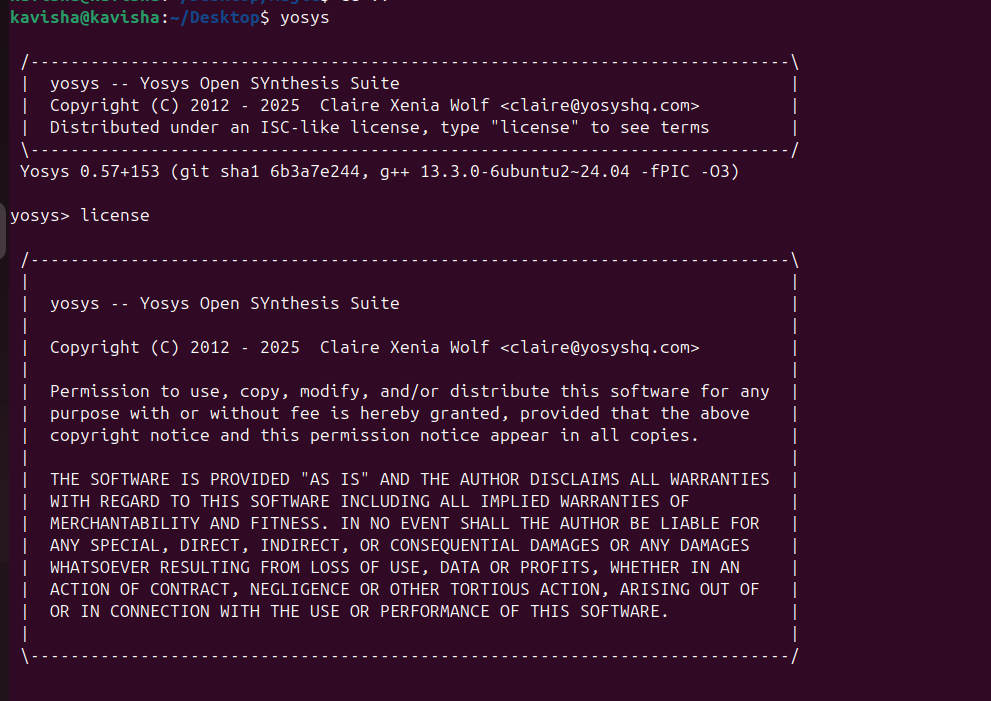 kavisha@kavisha:~/Desktop$ yosys
/----------------------------------------------------------------------------\
| yosys -- Yosys Open SYnthesis Suite |
| Copyright (C) 2012 - 2025 Claire Xenia Wolf <claire@yosyshq.com> |
| Distributed under an ISC-like license, type "license" to see terms |
\----------------------------------------------------------------------------/
Yosys 0.57+153 (git sha1 6b3a7e244, g++ 13.3.0-6ubuntu2~24.04 -fPIC -O3)
yosys> license
/----------------------------------------------------------------------------\
| |
| yosys -- Yosys Open SYnthesis Suite |
| |
| Copyright (C) 2012 - 2025 Claire Xenia Wolf <claire@yosyshq.com> |
| |
| Permission to use, copy, modify, and/or distribute this software for any |
| purpose with or without fee is hereby granted, provided that the above |
| copyright notice and this permission notice appear in all copies. |
| |
| THE SOFTWARE IS PROVIDED "AS IS" AND THE AUTHOR DISCLAIMS ALL WARRANTIES |
| WITH REGARD TO THIS SOFTWARE INCLUDING ALL IMPLIED WARRANTIES OF |
| MERCHANTABILITY AND FITNESS. IN NO EVENT SHALL THE AUTHOR BE LIABLE FOR |
| ANY SPECIAL, DIRECT, INDIRECT, OR CONSEQUENTIAL DAMAGES OR ANY DAMAGES |
| WHATSOEVER RESULTING FROM LOSS OF USE, DATA OR PROFITS, WHETHER IN AN |
| ACTION OF CONTRACT, NEGLIGENCE OR OTHER TORTIOUS ACTION, ARISING OUT OF |
| OR IN CONNECTION WITH THE USE OR PERFORMANCE OF THIS SOFTWARE. |
| |
\----------------------------------------------------------------------------/